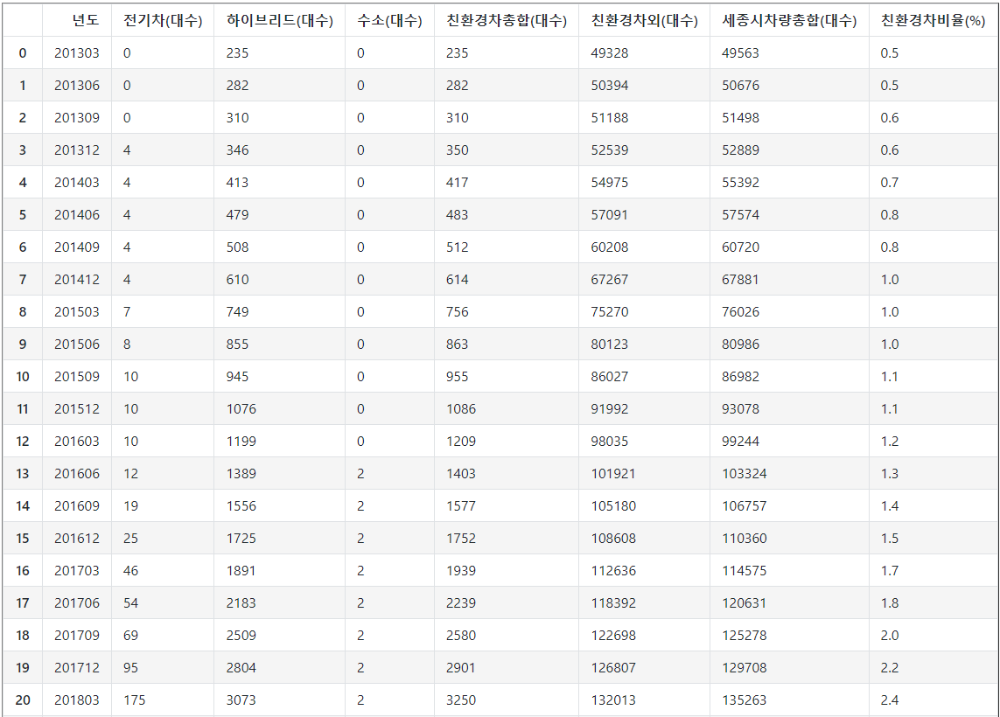 년도 전기차(대수) 하이브리드(대수) 수소(대수) 친환경차총합(대수) 친환경차외(대수) 세종시차량총합(대수) 친환경차비율(%)
0 201303 0 235 0 235 49328 49563 0.5
1 201306 0 282 0 282 50394 50676 0.5
2 201309 0 310 0 310 51188 51498 0.6
3 201312 4 346 0 350 52539 52889 0.6
4 201403 4 413 0 417 54975 55392 0.7
5 201406 4 479 0 483 57091 57574 0.8
6 201409 4 508 0 512 60208 60720 0.8
7 201412 4 610 0 614 67267 67881 1.0
8 201503 7 749 0 756 75270 76026 1.0
9 201506 8 855 0 863 80123 80986 1.0
10 201509 10 945 0 955 86027 86982 1.1
11 201512 10 1076 0 1086 91992 93078 1.1
12 201603 10 1199 0 1209 98035 99244 1.2
13 201606 12 1389 2 1403 101921 103324 1.3
14 201609 19 1556 2 1577 105180 106757 1.4
15 201612 25 1725 2 1752 108608 110360 1.5
16 201703 46 1891 2 1939 112636 114575 1.7
17 201706 54 2183 2 2239 118392 120631 1.8
18 201709 69 2509 2 2580 122698 125278 2.0
19 201712 95 2804 2 2901 126807 129708 2.2
20 201803 175 3073 2 3250 132013 135263 2.4